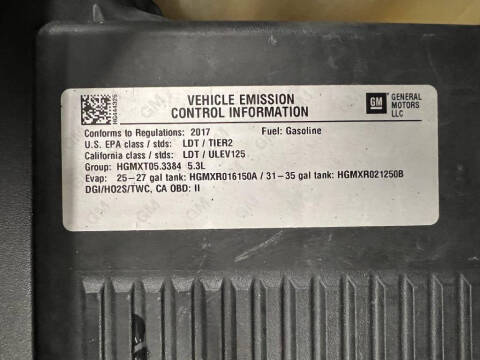 HG444325
VEHICLE EMISSION
CONTROL INFORMATION
GM
GENERAL
MOTORS
LLC
Conforms to Regulations: 2017 Fuel: Gasoline
U.S. EPA class / stds: LDT / TIER2
California class / stds: LDT / ULEV125
Group: HGMXT05.3384 5.3L
Evap: 25-27 gal tank: HGMXR016150A / 31-35 gal tank: HGMXR021250B
DGI/HO2S/TWC, CA OBD: II